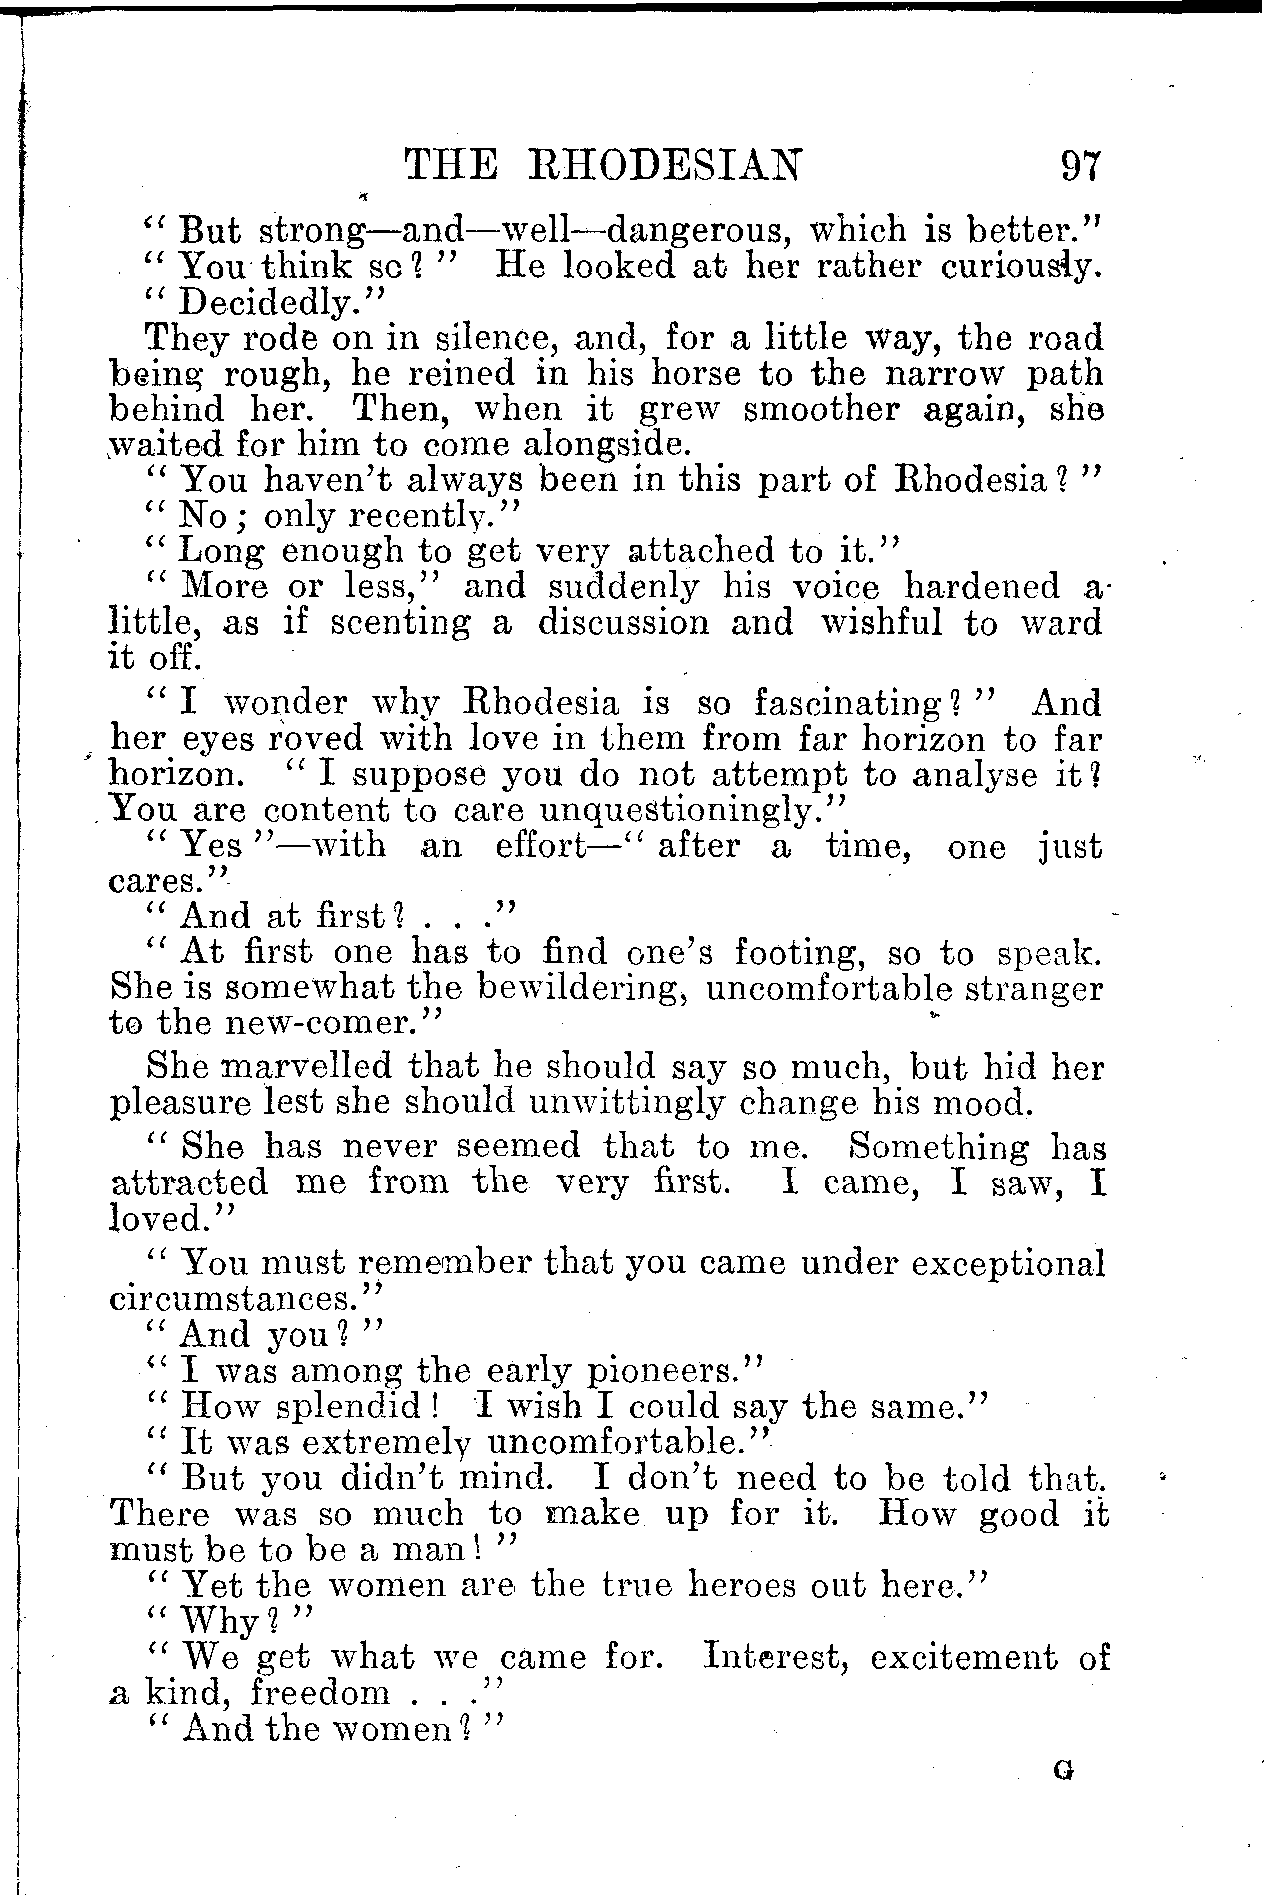 THE RHODESIAN 97
" But strong—and—well—dangerous, which is better."
" You think so? " He looked at her rather curiously.
" Decidedly."
They rode on in silence, and, for a little way, the road
being rough, he reined in his horse to the narrow path
behind her. Then, when it grew smoother again, she
waited for him to come alongside.
" You haven't always been in this part of Rhodesia? "
" No; only recently."
" Long enough to get very attached to it."
" More or less," and suddenly his voice hardened a
little, as if scenting a discussion and wishful to ward
it off.
" I wonder why Rhodesia is so fascinating? " And
her eyes roved with love in them from far horizon to far
horizon. " I suppose you do not attempt to analyse it?
You are content to care unquestioningly."
" Yes "—with an effort—" after a time, one just
cares."
" And at first? . . ."
" At first one has to find one's footing, so to speak.
She is somewhat the bewildering, uncomfortable stranger
to the new-comer."
She marvelled that he should say so much, but hid her
pleasure lest she should unwittingly change his mood.
" She has never seemed that to me. Something has
attracted me from the very first. I came, I saw, I
loved."
" You must remember that you came under exceptional
circumstances."
" And you? "
" I was among the early pioneers."
" How splendid! I wish I could say the same."
" It was extremely uncomfortable."
" But you didn't mind. I don't need to be told that.
There was so much to make up for it. How good it
must be to be a man! "
" Yet the women are the true heroes out here."
" Why? "
" We get what we came for. Interest, excitement of
a kind, freedom . . ."
" And the women? "
G